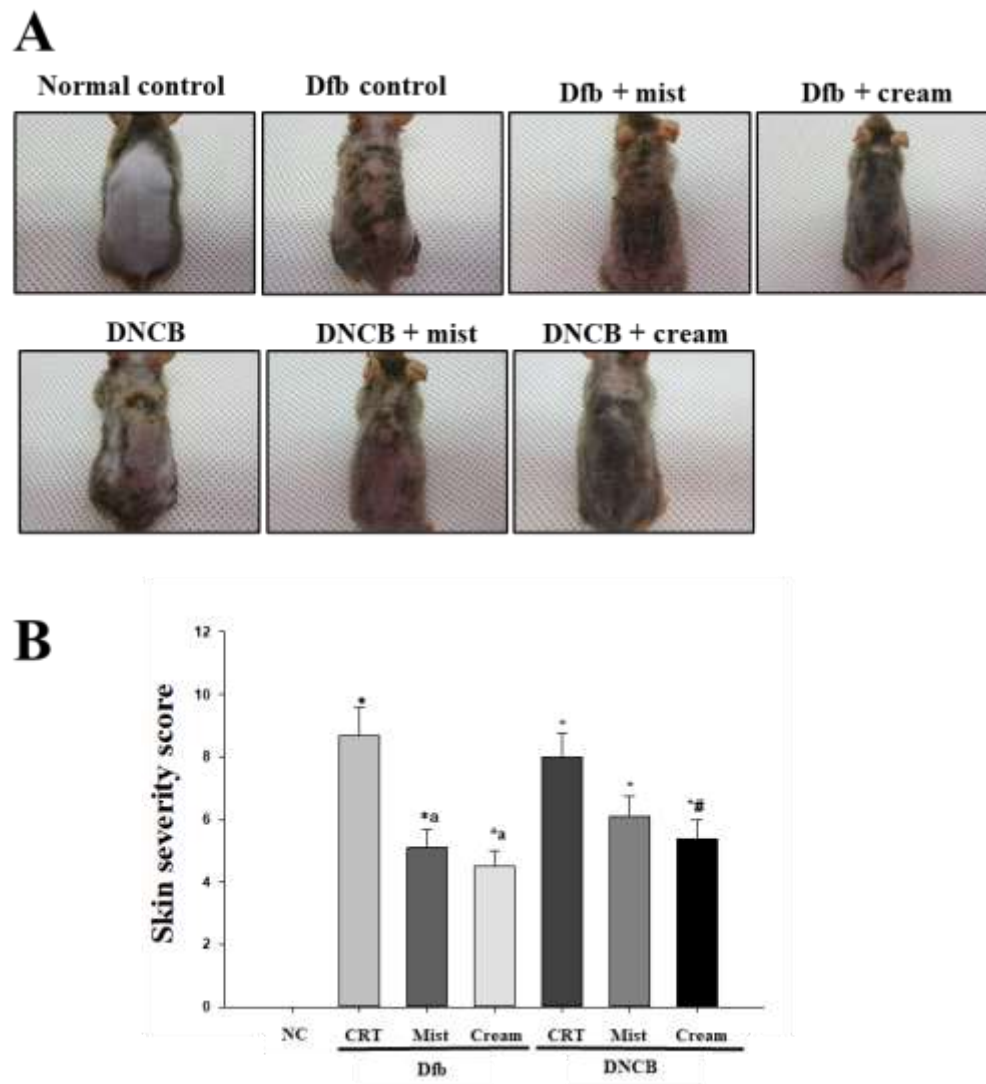 A
Normal control
Dfb control
Dfb + mist
Dfb + cream
DNCB
DNCB + mist
DNCB + cream
B
Skin severity score
12
10
8
6
4
2
0
*
*a
*a
*
*
*#
NC
CRT
Mist
Cream
CRT
Mist
Cream
Dfb
DNCB